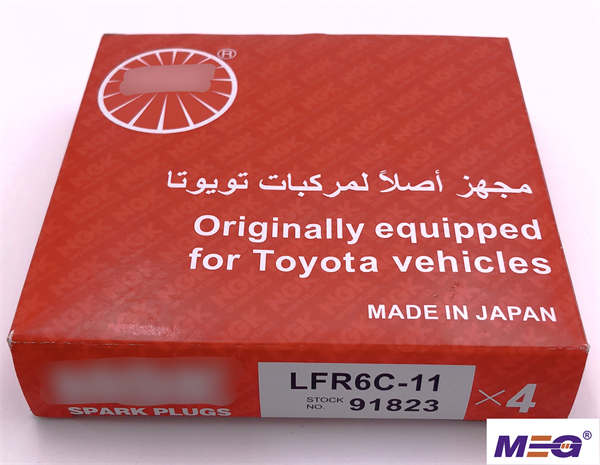 ®
مجهز أصلاً لمركبات تويوتا
Originally equipped
for Toyota vehicles
MADE IN JAPAN
LFR6C-11
STOCK NO. 91823
×4
SPARK PLUGS
MEG®